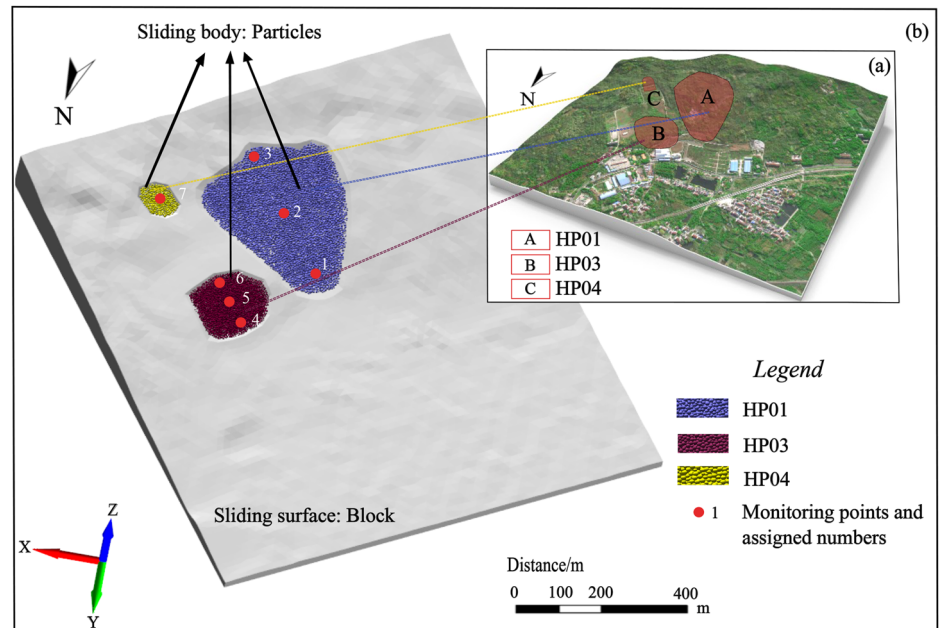 (b)
Sliding body: Particles
N
3
7
2
1
6
5
4
(a)
N
C
A
B
A HP01
B HP03
C HP04
Legend
HP01
HP03
HP04
1 Monitoring points and
assigned numbers
Sliding surface: Block
Z
X
Y
Distance/m
0 100 200 400
m